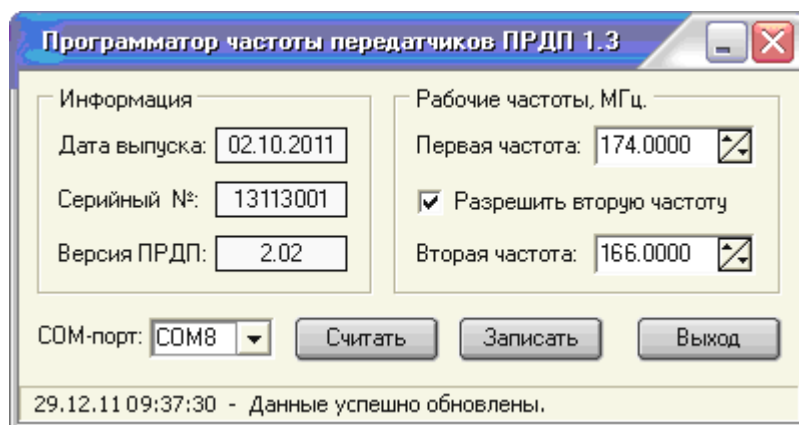 Программатор частоты передатчиков ПРДП 1.3
Информация
Дата выпуска: 02.10.2011
Серийный №: 13113001
Версия ПРДП: 2.02
Рабочие частоты, МГц.
Первая частота: 174.0000
Разрешить вторую частоту
Вторая частота: 166.0000
COM-порт: COM8 Считать Записать Выход
29.12.11 09:37:30 - Данные успешно обновлены.